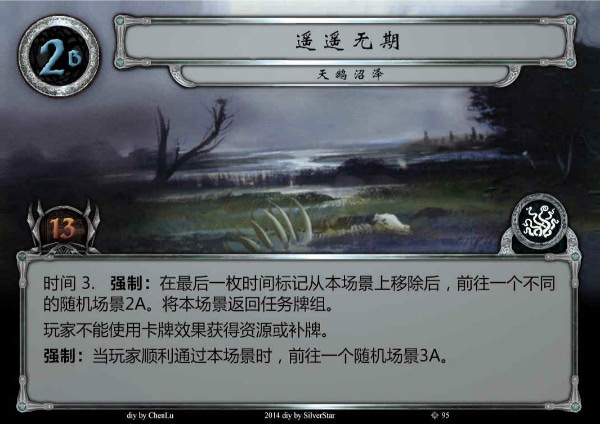 2B
遥遥无期
天鹅沼泽
13
时间 3. 强制：在最后一枚时间标记从本场景上移除后，前往一个不同
的随机场景2A。将本场景返回任务牌组。
玩家不能使用卡牌效果获得资源或补牌。
强制：当玩家顺利通过本场景时，前往一个随机场景3A。
diy by ChenLu 2014 diy by SilverStar 95